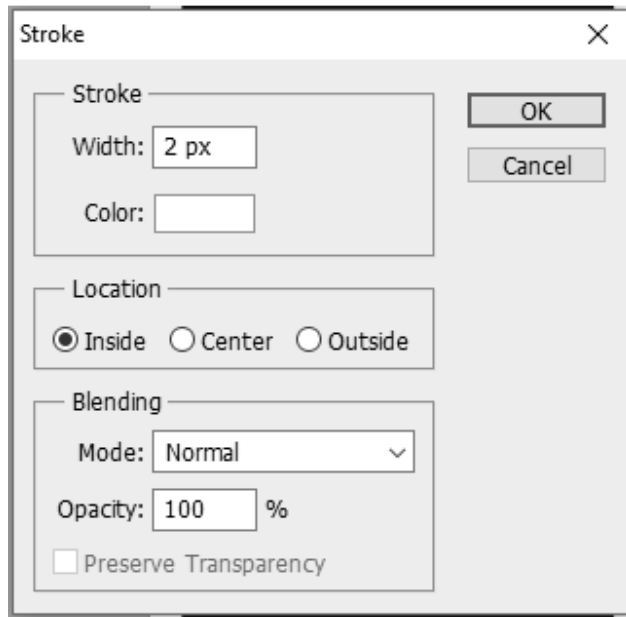 Stroke
Stroke
OK
Width: 2 px
Cancel
Color:
Location
Inside Center Outside
Blending
Mode: Normal
Opacity: 100 %
Preserve Transparency